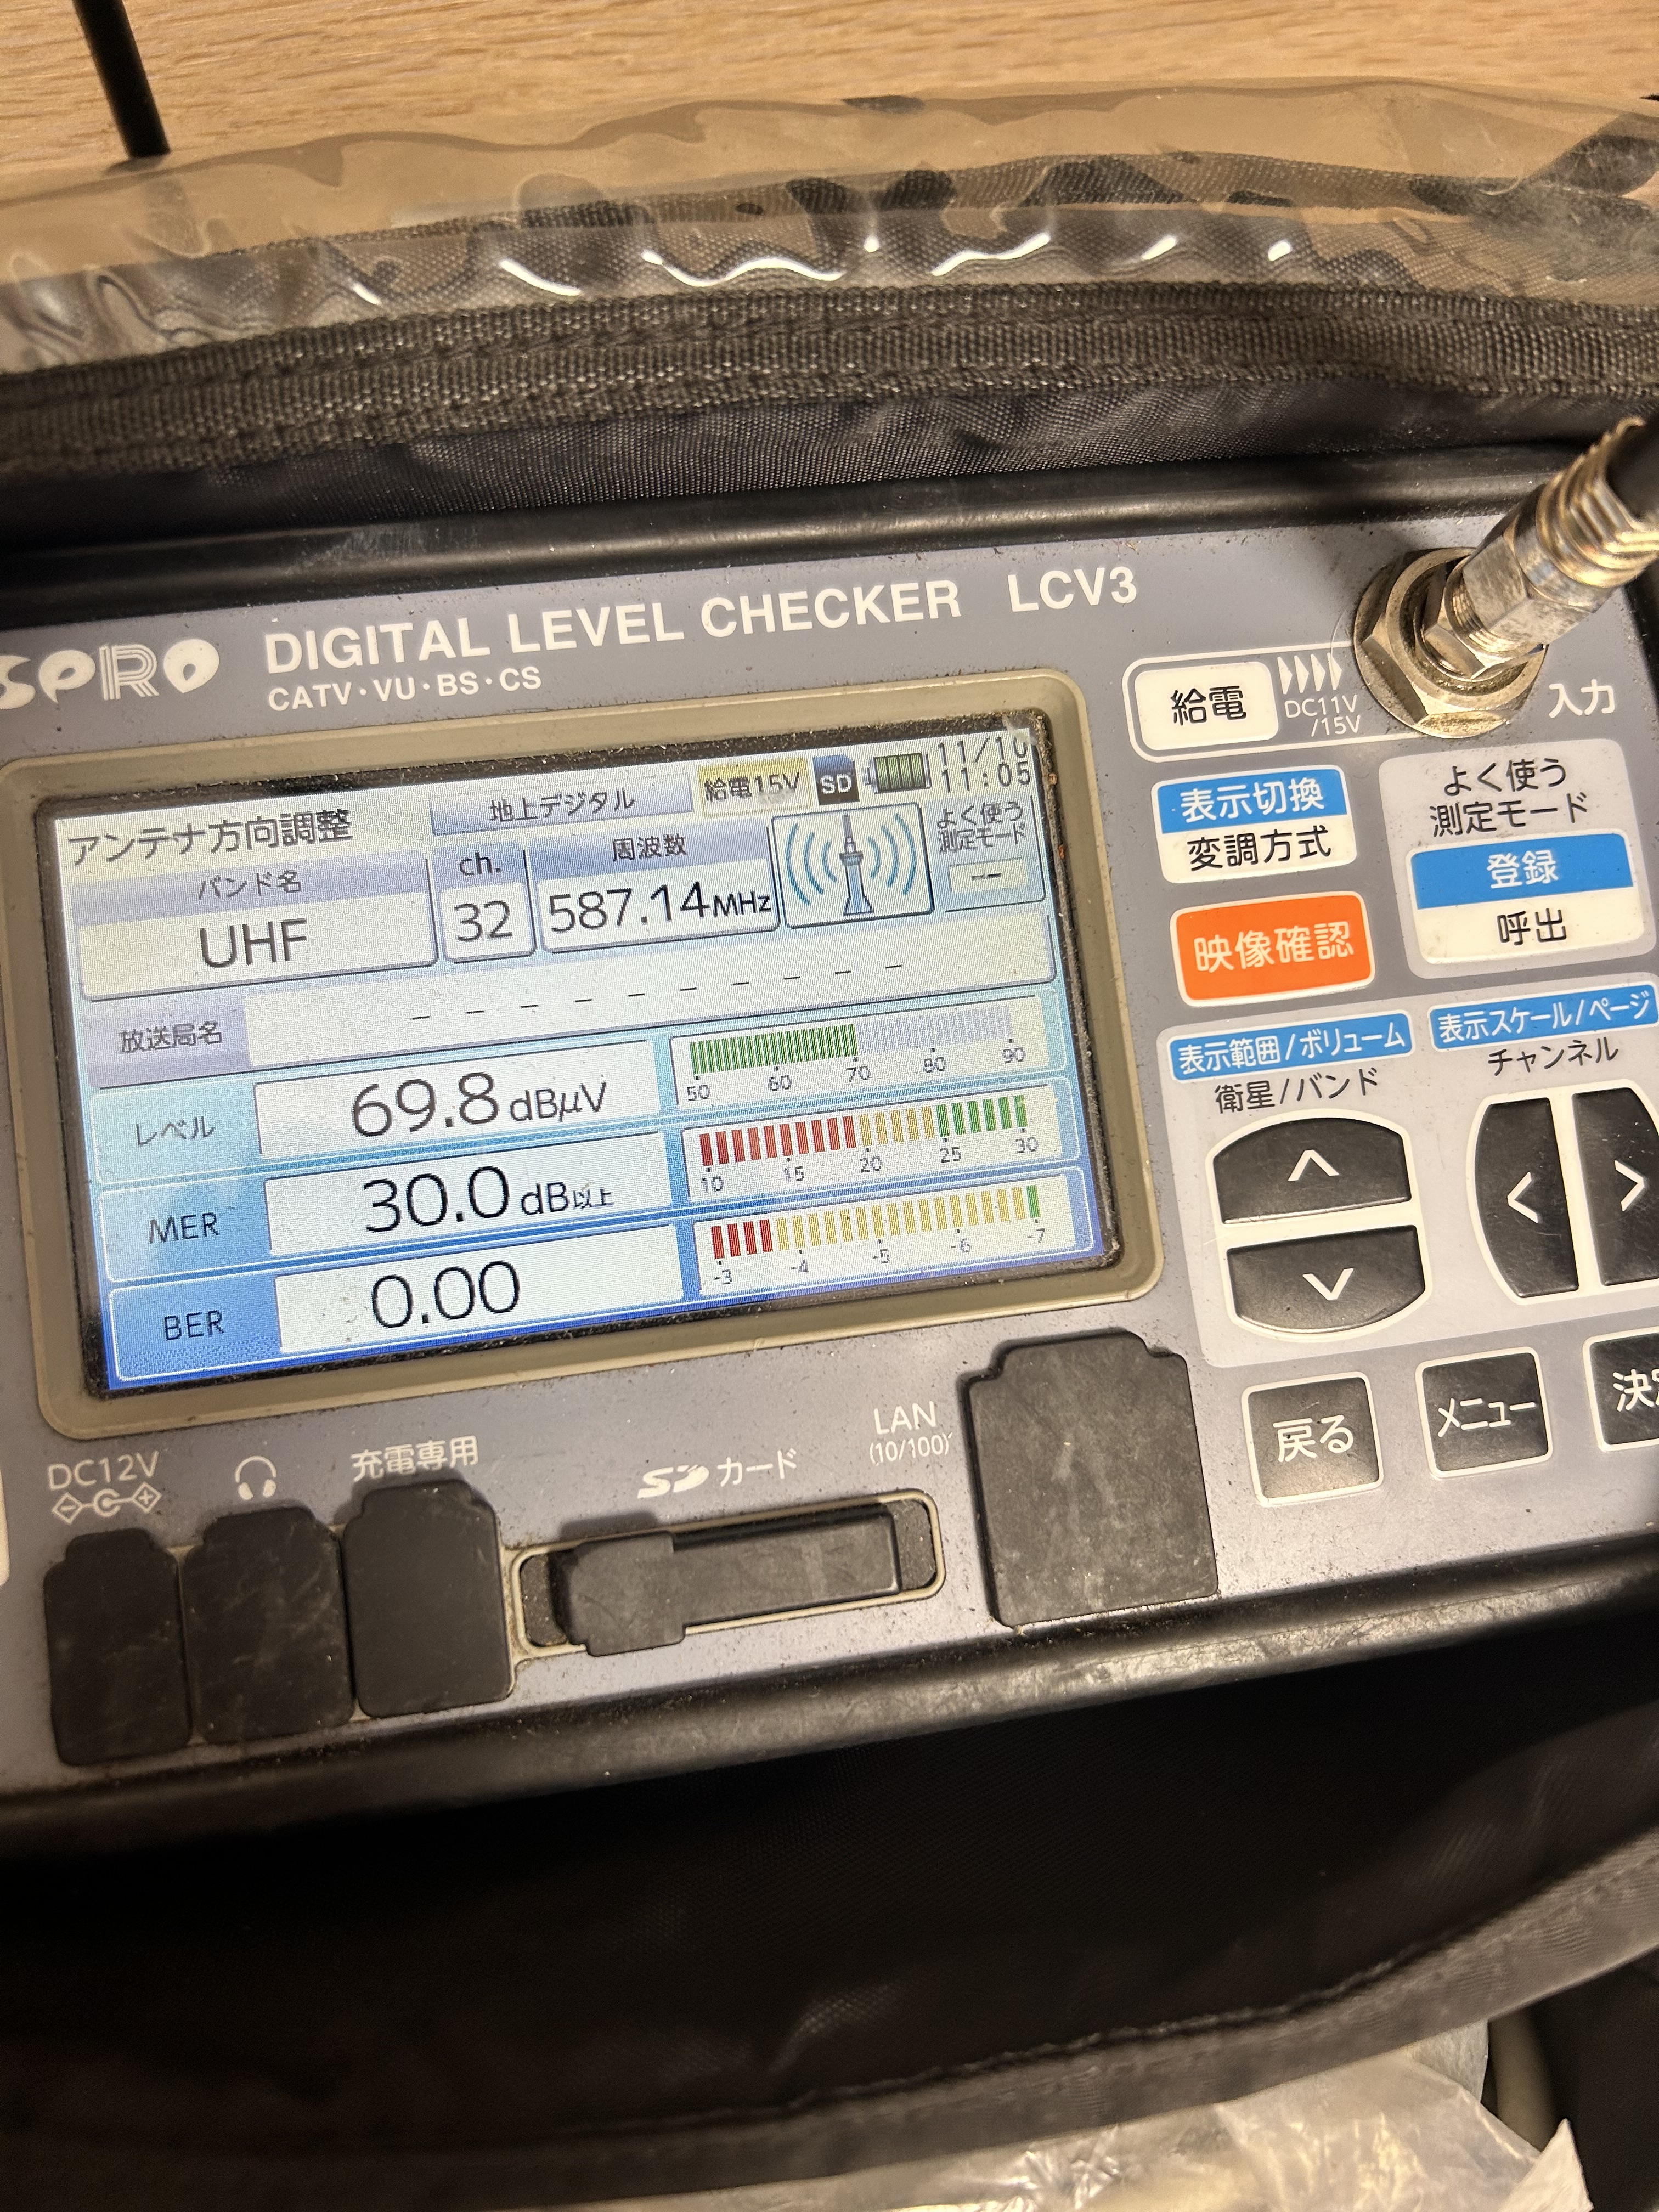 SPRO DIGITAL LEVEL CHECKER LCV3
CATV・VU・BS・CS
給電
DC11V
/15V
入力
アンテナ方向調整
地上デジタル
給電15V
SD
11/10
11:05
バンド名
UHF
ch.
32
周波数
587.14MHz
よく使う
測定モード
--
放送局名
- - - - - - - - - -
レベル
69.8dBµV
50 60 70 80 90
MER
30.0dB以上
10 15 20 25 30
BER
0.00
-3 -4 -5 -6 -7
表示切換
変調方式
よく使う
測定モード
登録
呼出
映像確認
表示範囲/ボリューム
衛星/バンド
表示スケール/ページ
チャンネル
戻る
メニュー
決定
DC12V
充電専用
SDカード
LAN
(10/100)